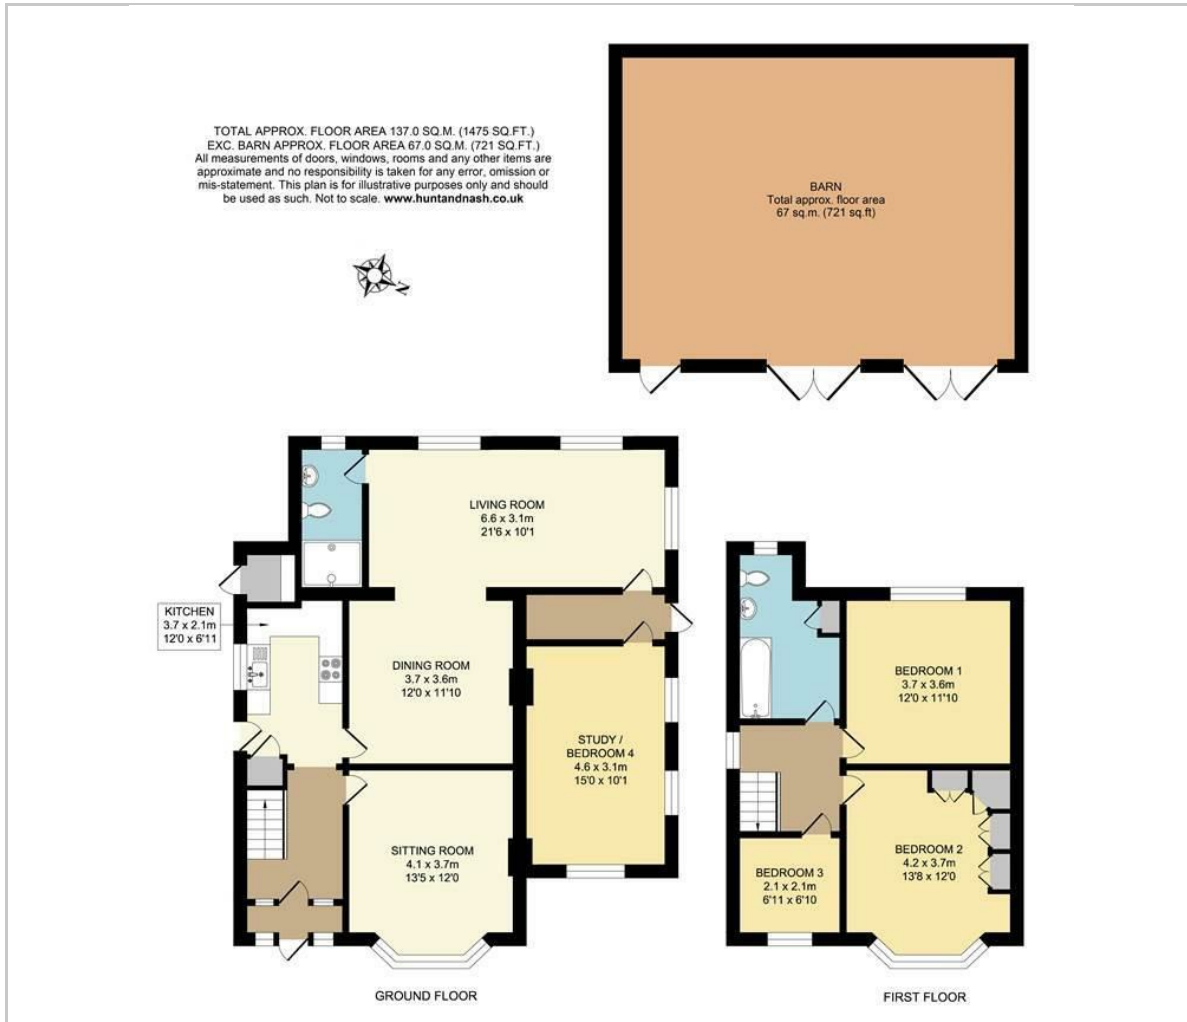 TOTAL APPROX. FLOOR AREA 137.0 SQ.M. (1475 SQ.FT.)
EXC. BARN APPROX. FLOOR AREA 67.0 SQ.M. (721 SQ.FT.)
All measurements of doors, windows, rooms and any other items are
approximate and no responsibility is taken for any error, omission or
mis-statement. This plan is for illustrative purposes only and should
be used as such. Not to scale. www.huntandnash.co.uk
N
BARN
Total approx. floor area
67 sq.m. (721 sq.ft)
LIVING ROOM
6.6 x 3.1m
21'6 x 10'1
KITCHEN
3.7 x 2.1m
12'0 x 6'11
DINING ROOM
3.7 x 3.6m
12'0 x 11'10
STUDY /
BEDROOM 4
4.6 x 3.1m
15'0 x 10'1
SITTING ROOM
4.1 x 3.7m
13'5 x 12'0
GROUND FLOOR
BEDROOM 1
3.7 x 3.6m
12'0 x 11'10
BEDROOM 2
4.2 x 3.7m
13'8 x 12'0
BEDROOM 3
2.1 x 2.1m
6'11 x 6'10
FIRST FLOOR